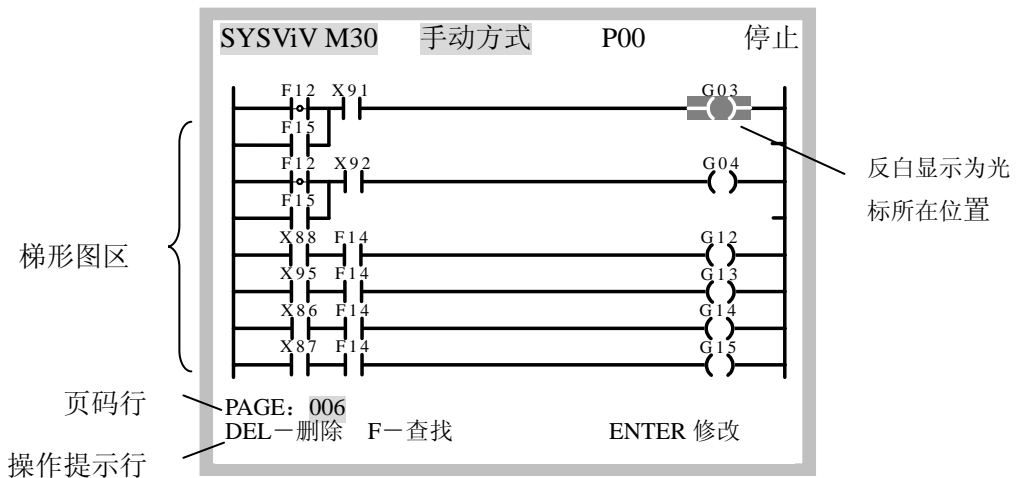 SYSViV M30 手动方式 P00 停止
F12 X91 G03
F15
F12 X92 G04
F15
X88 F14 G12
X95 F14 G13
X86 F14 G14
X87 F14 G15
PAGE：006
DEL－删除 F－查找 ENTER 修改
梯形图区
页码行
操作提示行
反白显示为光
标所在位置